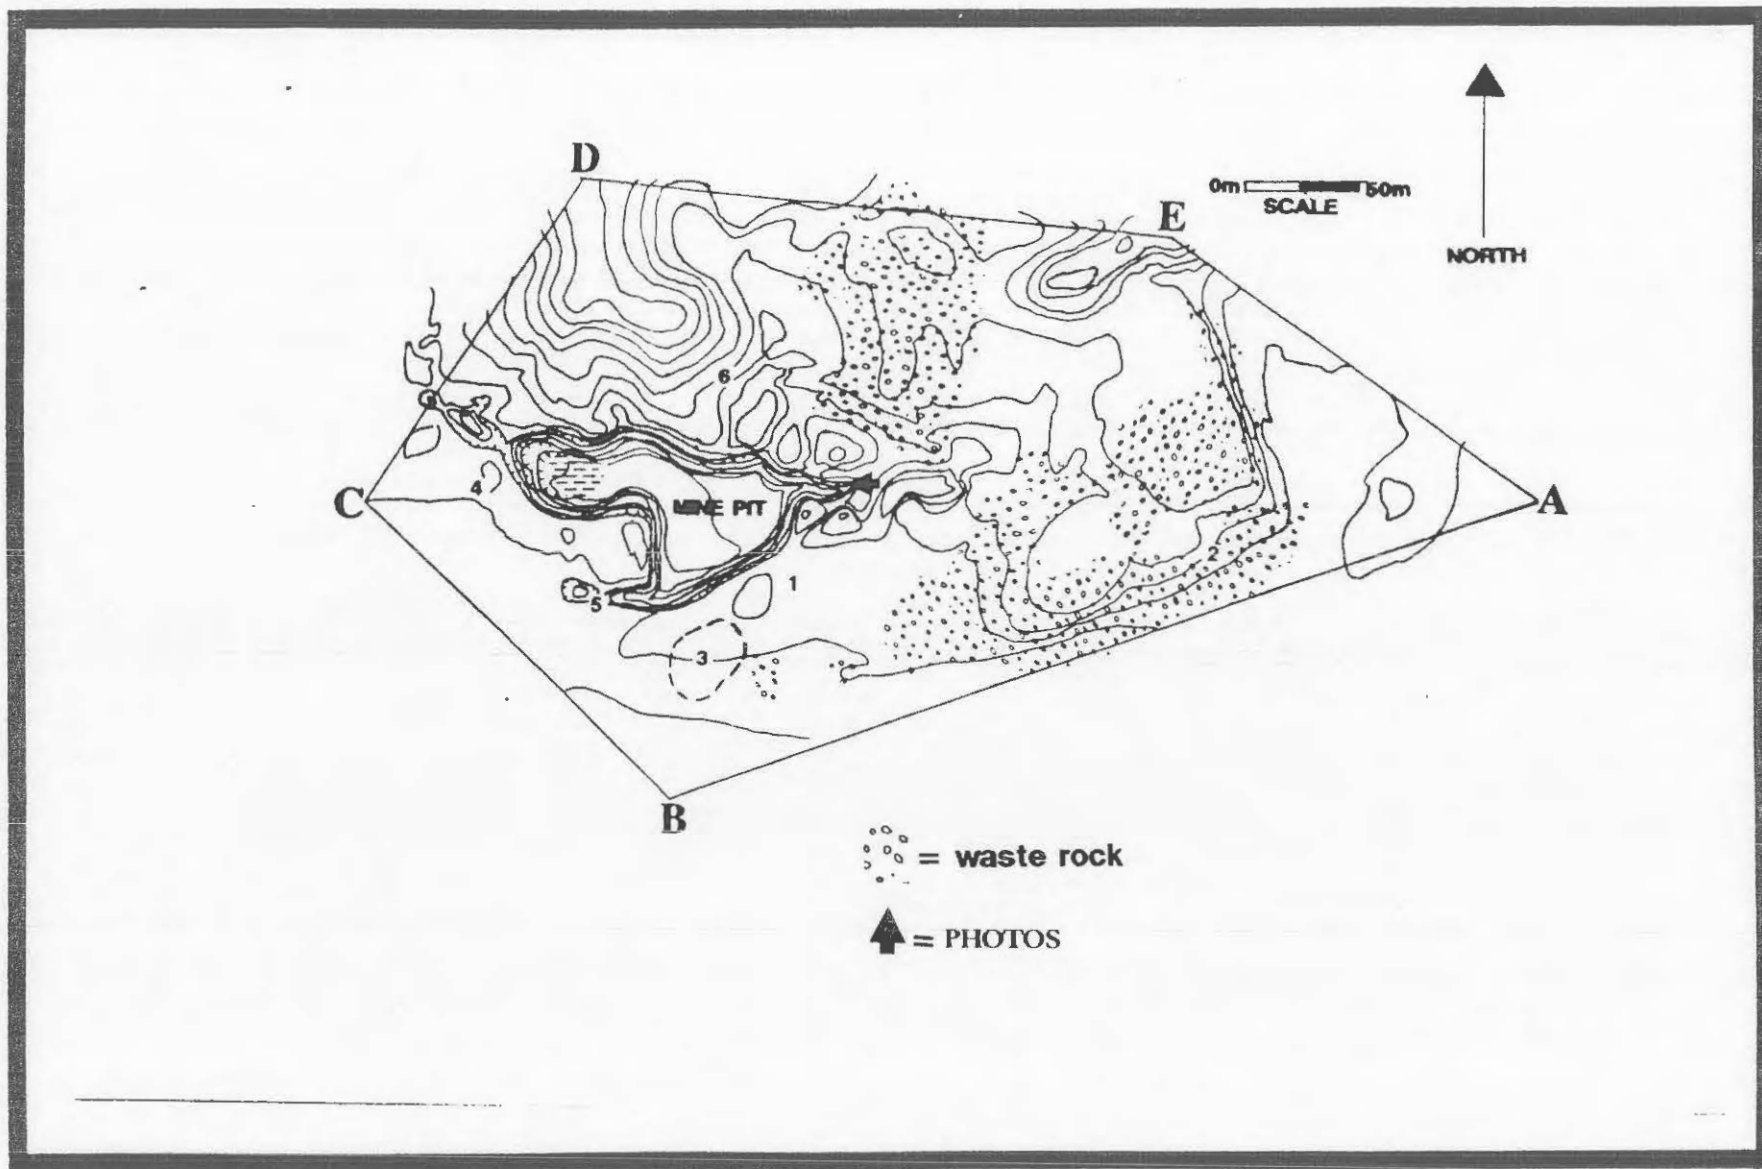 D
E
0m 50m
SCALE
NORTH
6
C
4
MINE PIT
A
2
1
5
3
B
= waste rock
= PHOTOS